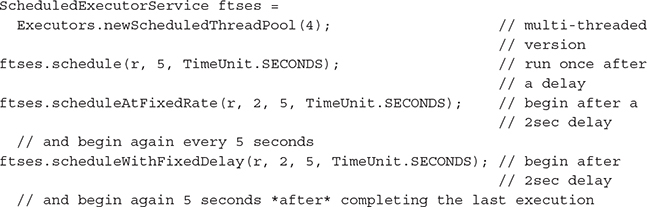 ScheduledExecutorService ftses =
  Executors.newScheduledThreadPool(4);                // multi-threaded
                                                      // version
ftses.schedule(r, 5, TimeUnit.SECONDS);               // run once after
                                                      // a delay
ftses.scheduleAtFixedRate(r, 2, 5, TimeUnit.SECONDS);    // begin after a
                                                      // 2sec delay
  // and begin again every 5 seconds
ftses.scheduleWithFixedDelay(r, 2, 5, TimeUnit.SECONDS); // begin after
                                                      // 2sec delay
  // and begin again 5 seconds *after* completing the last execution